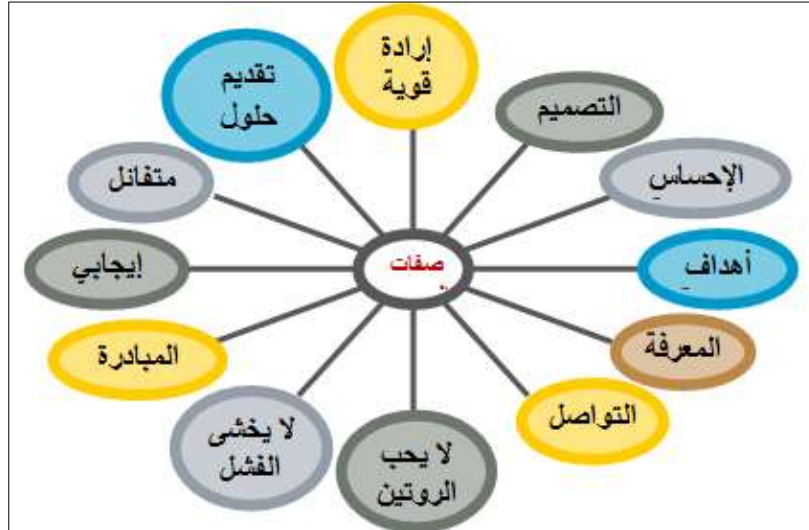 إرادة
قوية
التصميم
الإحساس
أهداف
المعرفة
التواصل
لا يحب
الروتين
لا يخشى
الفشل
المبادرة
إيجابي
متفائل
تقديم
حلول
صفات